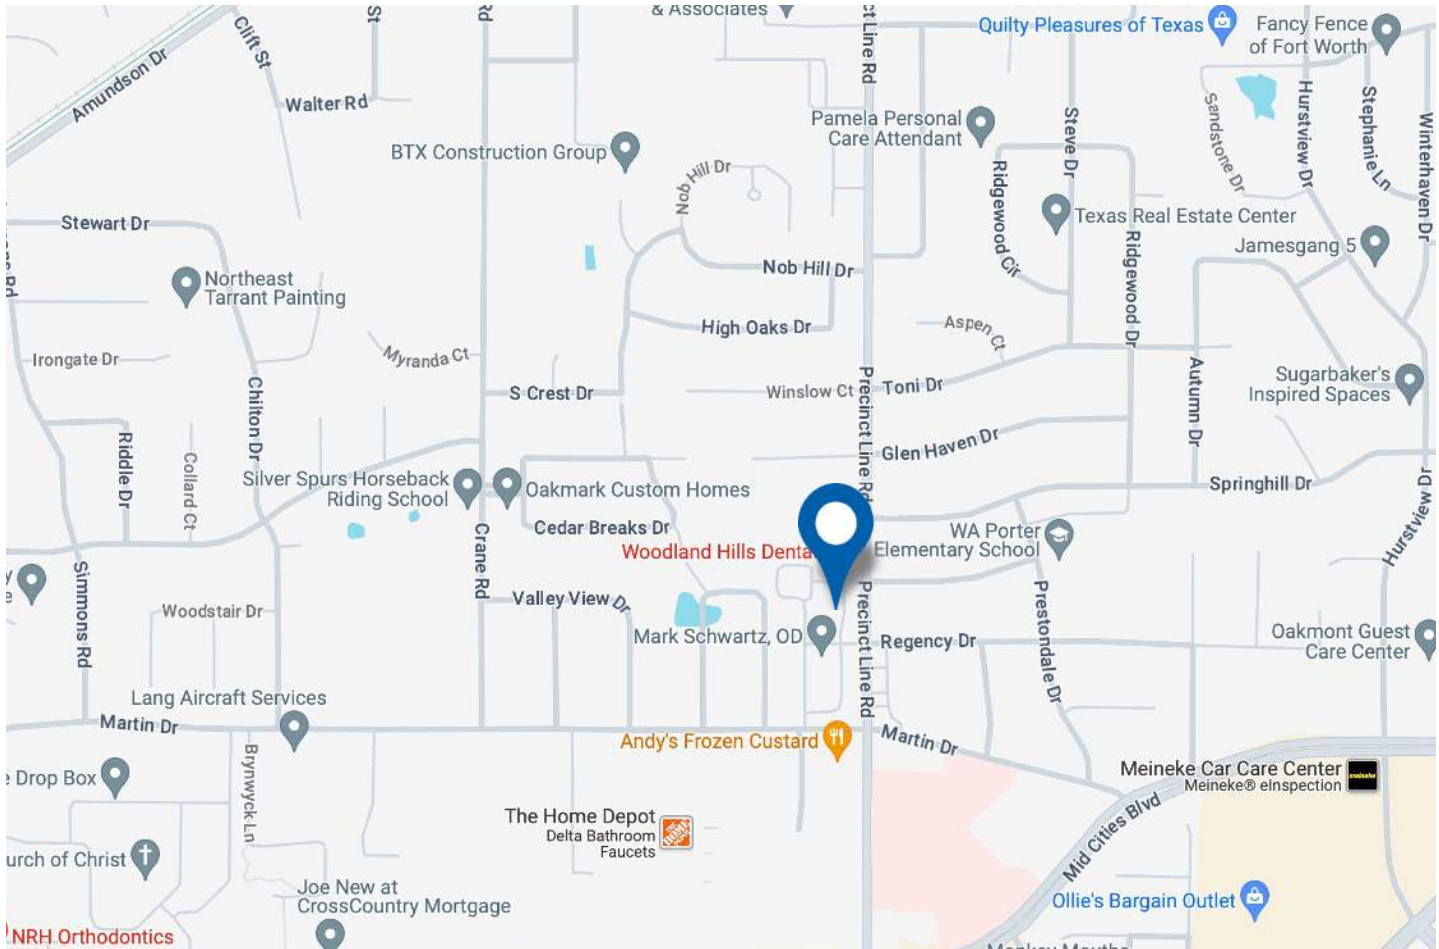 & Associates
St
Rd
ct Line Rd
Quilty Pleasures of Texas
Fancy Fence
of Fort Worth
Clift St
Amundson Dr
Walter Rd
Pamela Personal
Care Attendant
Steve Dr
Sandstone Dr
Hurstview Dr
Stephanie Ln
Winterhaven Dr
BTX Construction Group
Nob Hill Dr
Ridgewood Cir
Texas Real Estate Center
Stewart Dr
Jamesgang 5
Ridgewood Dr
Nob Hill Dr
Northeast
Tarrant Painting
ons Rd
High Oaks Dr
Aspen Ct
Irongate Dr
Myranda Ct
S Crest Dr
Winslow Ct
Toni Dr
Precinct Line Rd
Autumn Dr
Sugarbaker's
Inspired Spaces
Chilton Dr
Riddle Dr
Collard Ct
Glen Haven Dr
Silver Spurs Horseback
Riding School
Oakmark Custom Homes
Springhill Dr
Hurstview Dr
Cedar Breaks Dr
Crane Rd
WA Porter
Elementary School
Woodland Hills Denta
y
e
Simmons Rd
Woodstair Dr
Valley View Dr
Precinct Line Rd
Prestondale Dr
Mark Schwartz, OD
Regency Dr
Oakmont Guest
Care Center
Lang Aircraft Services
Martin Dr
Andy's Frozen Custard
Martin Dr
e Drop Box
Brynwyck Ln
Meineke Car Care Center
Meineke® eInspection
meineke
Mid Cities Blvd
The Home Depot
Delta Bathroom
Faucets
urch of Christ
Joe New at
CrossCountry Mortgage
Ollie's Bargain Outlet
NRH Orthodontics